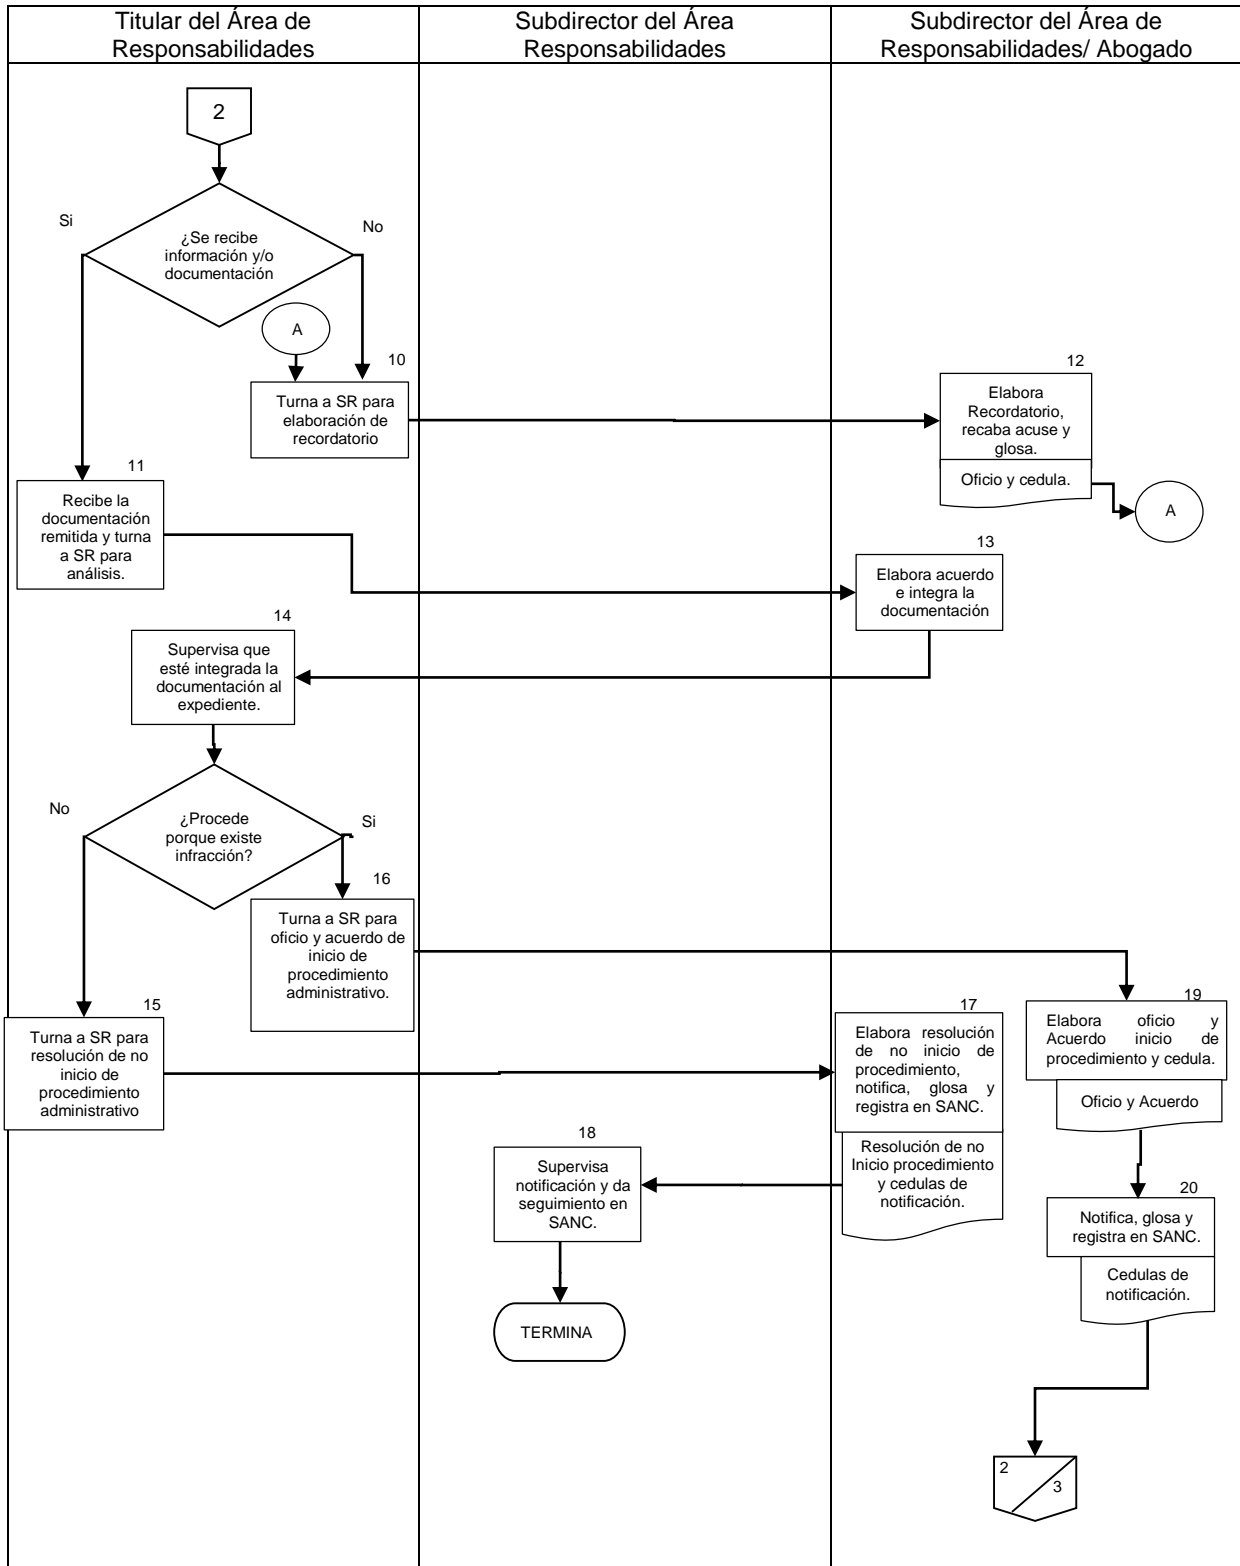 Titular del Área de
Responsabilidades
Subdirector del Área
Responsabilidades
Subdirector del Área de
Responsabilidades/ Abogado
2
Si
No
¿Se recibe
información y/o
documentación
A
10
Turna a SR para
elaboración de
recordatorio
12
Elabora
Recordatorio,
recaba acuse y
glosa.
Oficio y cedula.
A
11
Recibe la
documentación
remitida y turna
a SR para
análisis.
13
Elabora acuerdo
e integra la
documentación
14
Supervisa que
esté integrada la
documentación al
expediente.
No
¿Procede
porque existe
infracción?
Si
16
Turna a SR para
oficio y acuerdo de
inicio de
procedimiento
administrativo.
15
Turna a SR para
resolución de no
inicio de
procedimiento
administrativo
17
Elabora resolución
de no inicio de
procedimiento,
notifica, glosa y
registra en SANC.
Resolución de no
Inicio procedimiento
y cedulas de
notificación.
19
Elabora oficio y
Acuerdo inicio de
procedimiento y cedula.
Oficio y Acuerdo
18
Supervisa
notificación y da
seguimiento en
SANC.
20
Notifica, glosa y
registra en SANC.
Cedulas de
notificación.
TERMINA
2
3